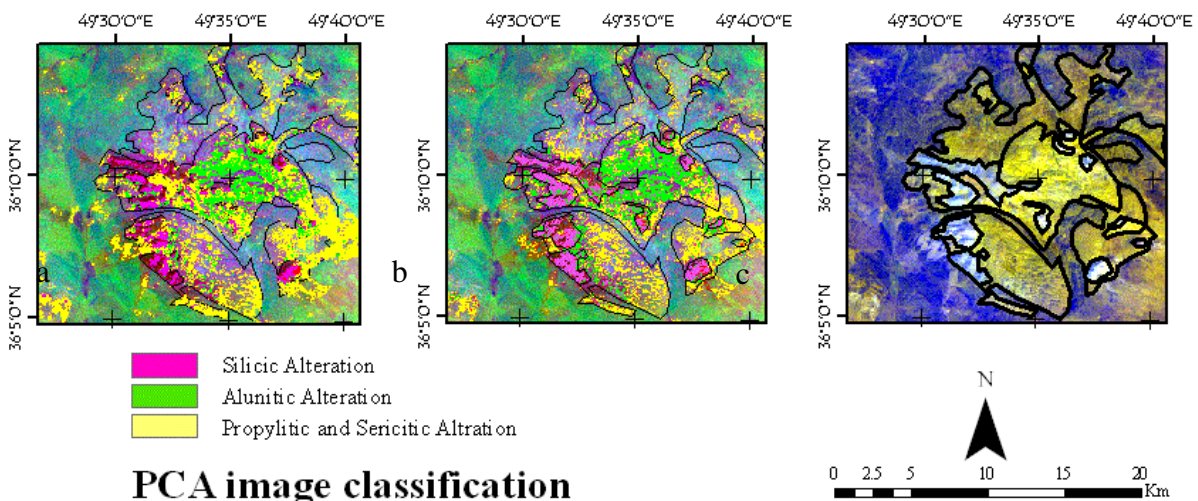 49°30'0"E 49°35'0"E 49°40'0"E
49°30'0"E 49°35'0"E 49°40'0"E
49°30'0"E 49°35'0"E 49°40'0"E
36°10'0"N
36°5'0"N
36°10'0"N
36°5'0"N
36°10'0"N
36°5'0"N
a
b
c
Silicic Alteration
Alunitic Alteration
Propylitic and Sericitic Altration
PCA image classification
N
0 2.5 5 10 15 20
Km